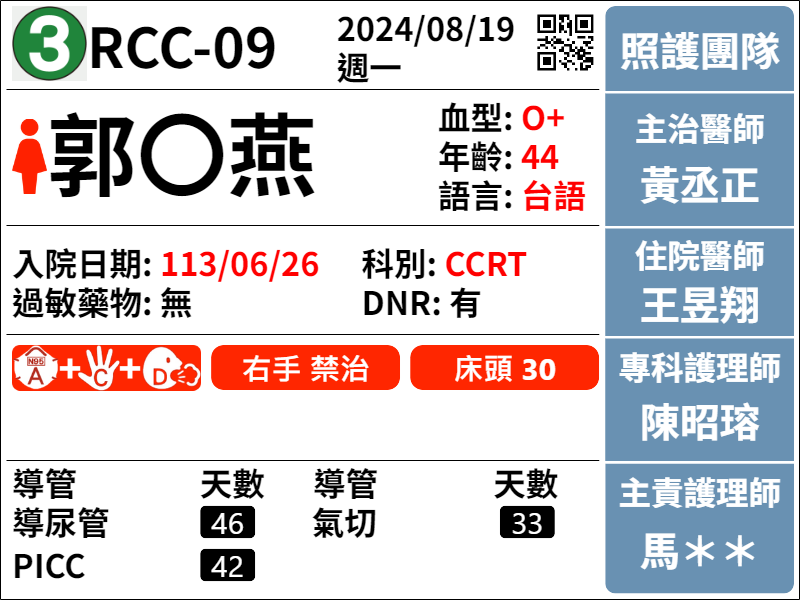 3 RCC-09
2024/08/19
週一
郭〇燕
血型: O+
年齡: 44
語言: 台語
入院日期: 113/06/26
科別: CCRT
過敏藥物: 無
DNR: 有
N95 A + C + D
右手 禁治
床頭 30
導管 天數 導管 天數
導尿管 46 氣切 33
PICC 42
照護團隊
主治醫師
黃丞正
住院醫師
王昱翔
專科護理師
陳昭瑢
主責護理師
馬＊＊